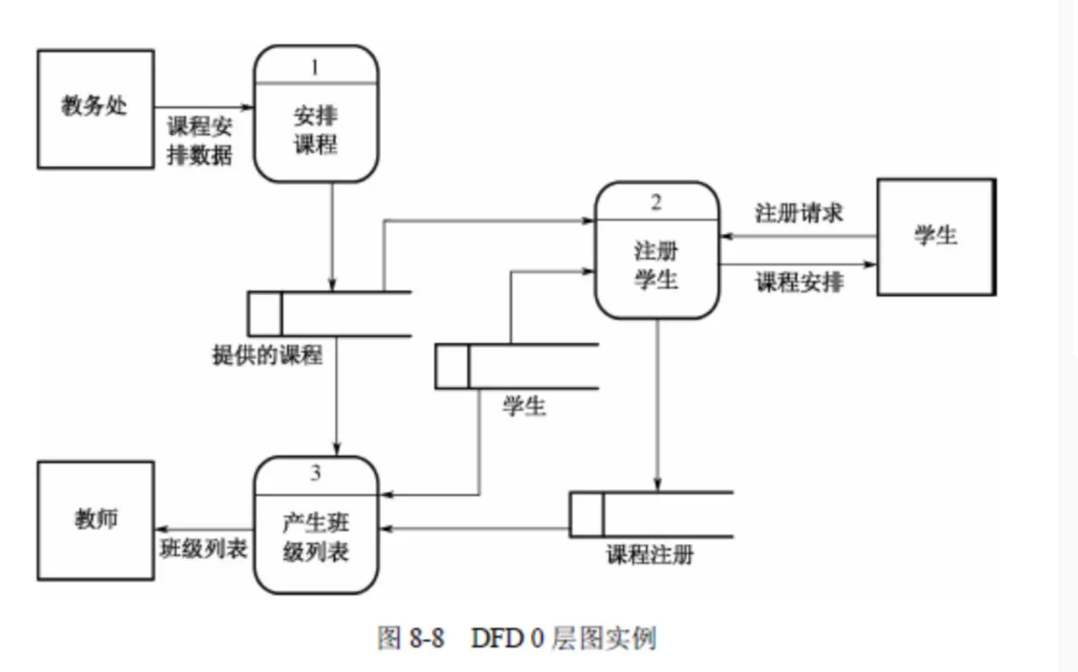 教务处
课程安
排数据
1
安排
课程
2
注册
学生
注册请求
课程安排
学生
提供的课程
学生
教师
班级列表
3
产生班
级列表
课程注册
图 8-8 DFD 0 层图实例